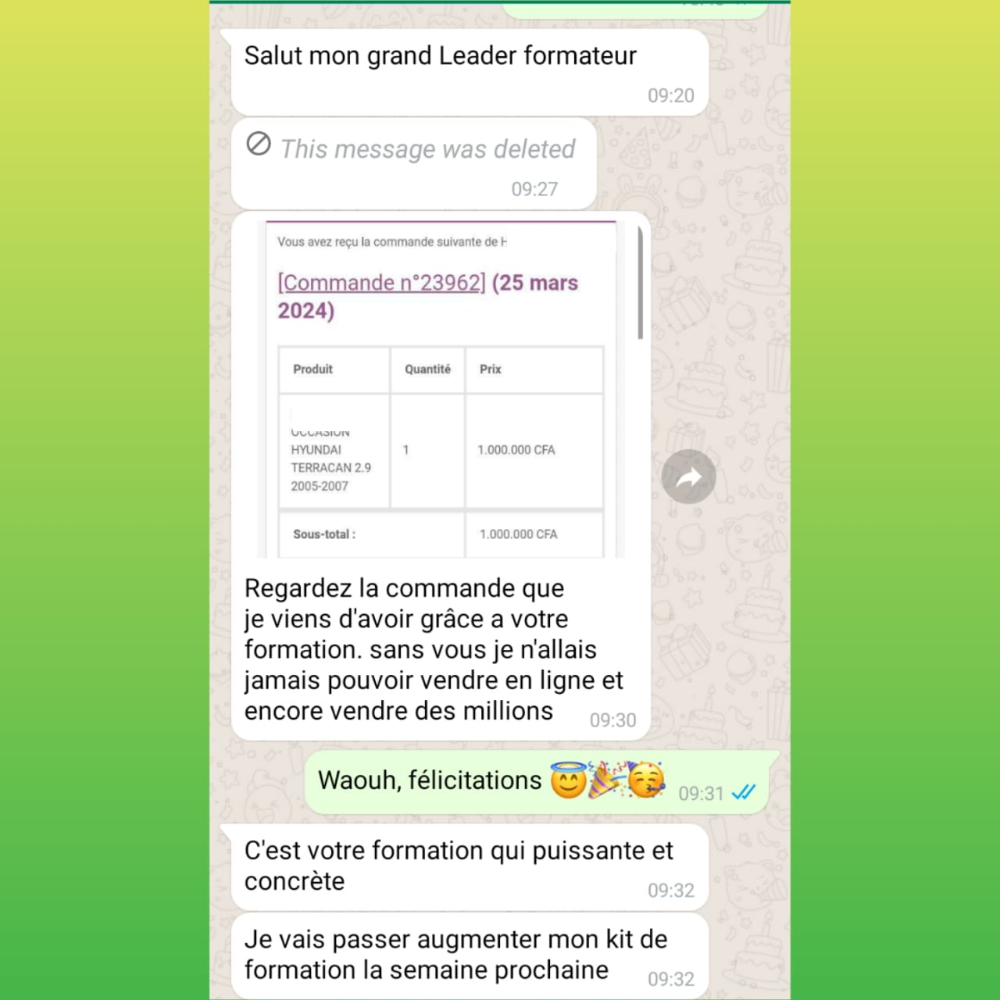 Salut mon grand Leader formateur
09:20
This message was deleted
09:27
Vous avez reçu la commande suivante de
[Commande n°23962] (25 mars
2024)
Produit Quantité Prix
OCCASION
HYUNDAI
TERRACAN 2.9
2005-2007
1 1.000.000 CFA
Sous-total : 1.000.000 CFA
Regardez la commande que
je viens d'avoir grâce a votre
formation. sans vous je n'allais
jamais pouvoir vendre en ligne et
encore vendre des millions
09:30
Waouh, félicitations 😇🎉🥳
09:31
C'est votre formation qui puissante et
concrète
09:32
Je vais passer augmenter mon kit de
formation la semaine prochaine
09:32